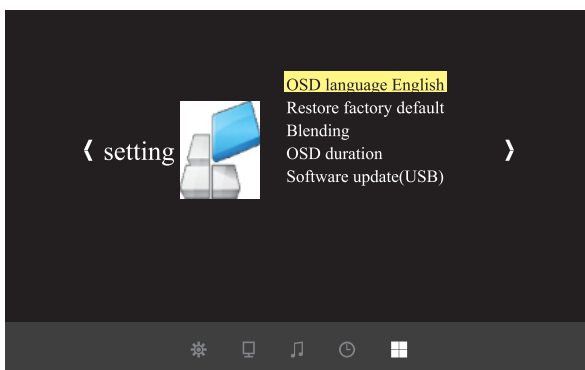 setting
OSD language English
Restore factory default
Blending
OSD duration
Software update(USB)